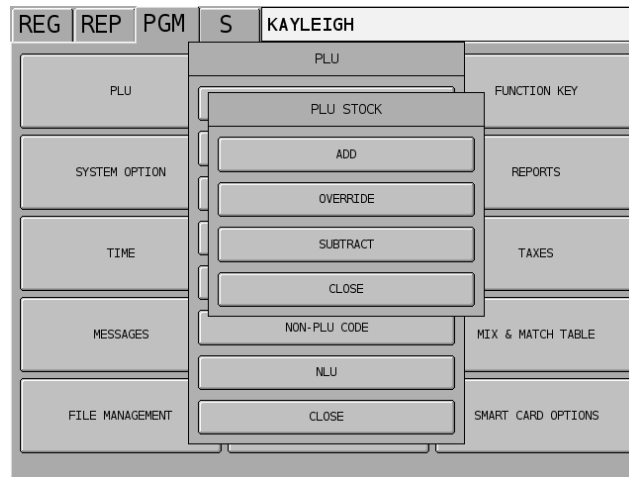 REG REP PGM S KAYLEIGH
PLU
PLU FUNCTION KEY
PLU STOCK
ADD
SYSTEM OPTION REPORTS
OVERRIDE
SUBTRACT
TIME TAXES
CLOSE
NON-PLU CODE
MESSAGES MIX & MATCH TABLE
NLU
FILE MANAGEMENT CLOSE SMART CARD OPTIONS